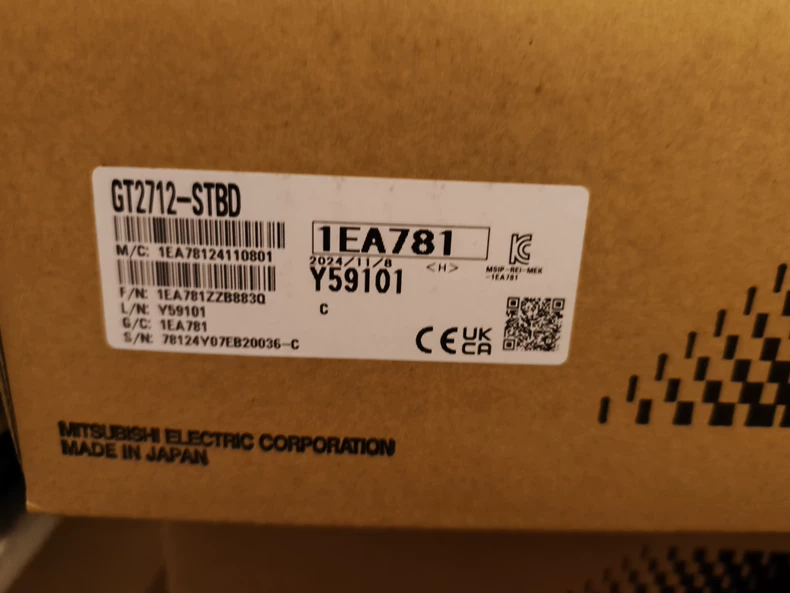 GT2712-STBD
M/C: 1EA78124110801
F/N: 1EA781ZZB883Q
L/N: Y59101
G/C: 1EA781
S/N: 78124Y07EB20036-C
1EA781
2024/11/8 <H>
Y59101
C
MSIP-REI-MEK
-1EA781
CE UK
CA
MITSUBISHI ELECTRIC CORPORATION
MADE IN JAPAN